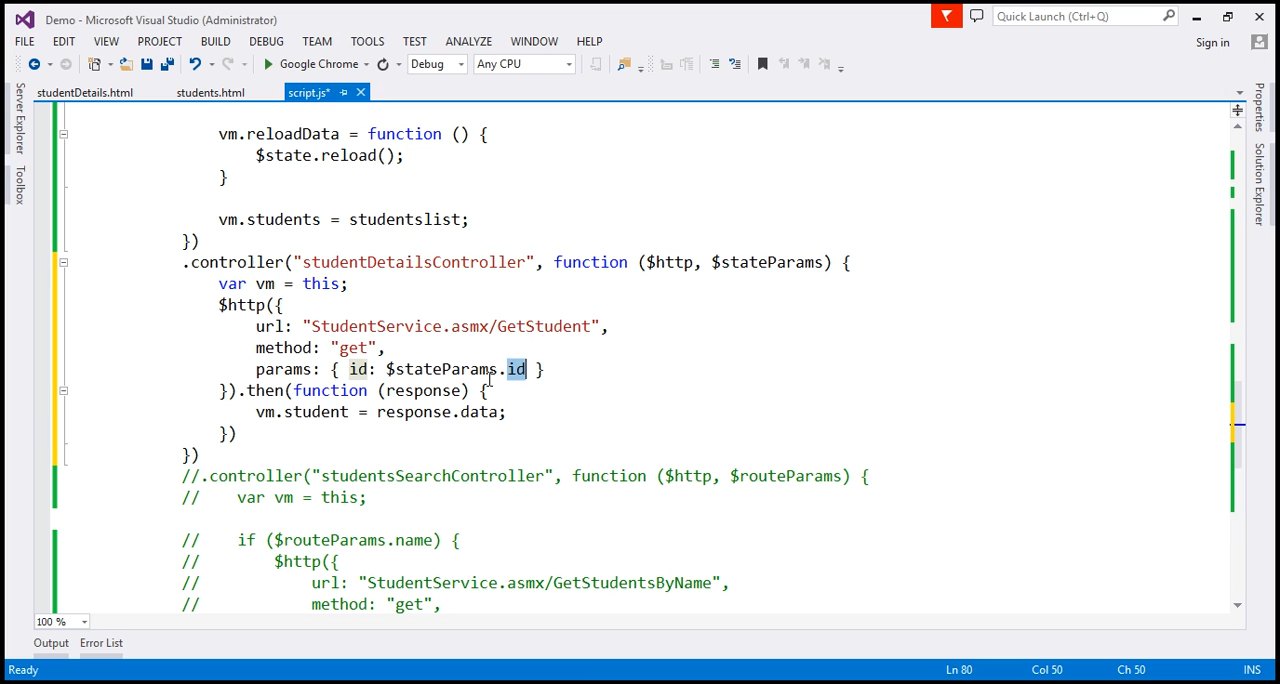 Demo - Microsoft Visual Studio (Administrator)
Quick Launch (Ctrl+Q)
FILE EDIT VIEW PROJECT BUILD DEBUG TEAM TOOLS TEST ANALYZE WINDOW HELP
Sign in
Google Chrome Debug Any CPU
studentDetails.html students.html script.js*
Server Explorer
Toolbox
Properties
Solution Explorer
vm.reloadData = function () {
$state.reload();
}
vm.students = studentslist;
})
.controller("studentDetailsController", function ($http, $stateParams) {
var vm = this;
$http({
url: "StudentService.asmx/GetStudent",
method: "get",
params: { id: $stateParams.id }
}).then(function (response) {
vm.student = response.data;
})
})
//.controller("studentsSearchController", function ($http, $routeParams) {
// var vm = this;
// if ($routeParams.name) {
// $http({
// url: "StudentService.asmx/GetStudentsByName",
// method: "get",
100 %
Output Error List
Ready Ln 80 Col 50 Ch 50 INS